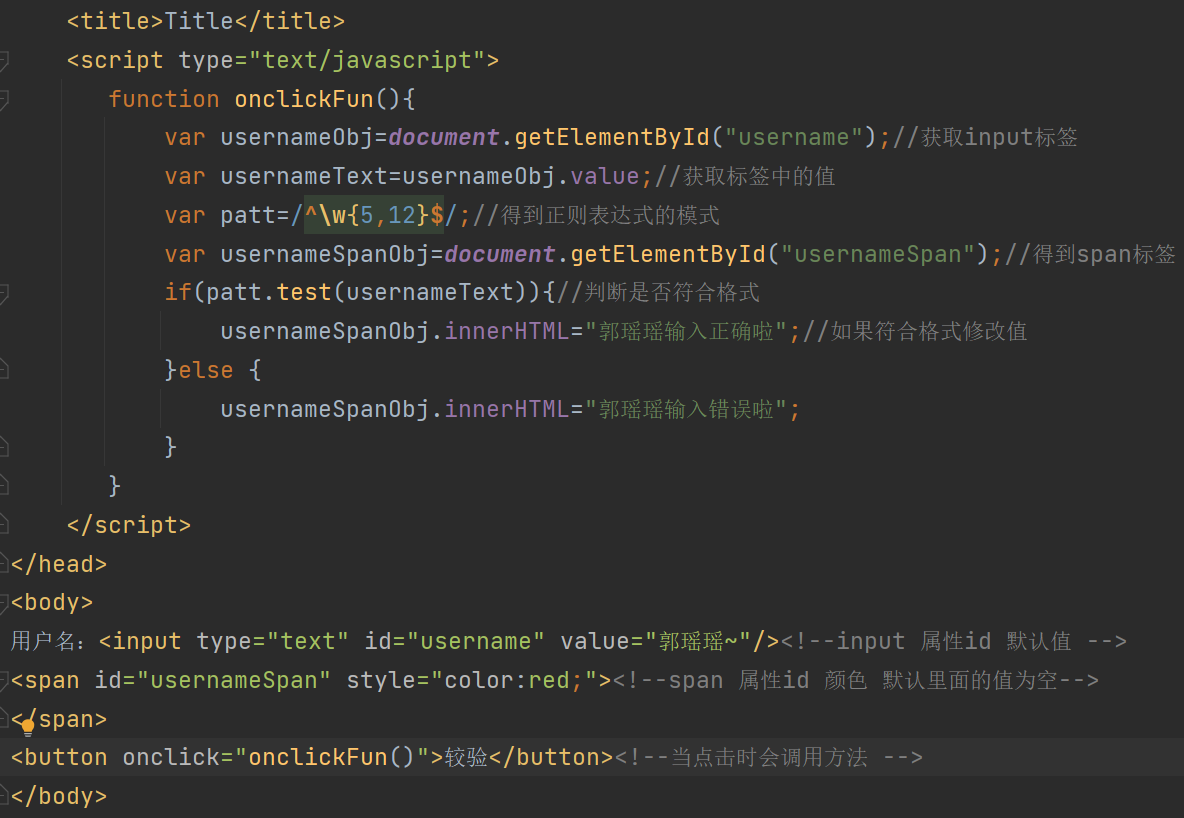 <title>Title</title>
<script type="text/javascript">
function onclickFun(){
var usernameObj=document.getElementById("username");//获取input标签
var usernameText=usernameObj.value;//获取标签中的值
var patt=/^\w{5,12}$/;//得到正则表达式的模式
var usernameSpanObj=document.getElementById("usernameSpan");//得到span标签
if(patt.test(usernameText)){//判断是否符合格式
usernameSpanObj.innerHTML="郭瑶瑶输入正确啦";//如果符合格式修改值
}else {
usernameSpanObj.innerHTML="郭瑶瑶输入错误啦";
}
}
</script>
</head>
<body>
用户名：<input type="text" id="username" value="郭瑶瑶~"/><!--input 属性id 默认值 -->
<span id="usernameSpan" style="color:red;"><!--span 属性id 颜色 默认里面的值为空-->
</span>
<button onclick="onclickFun()">较验</button><!--当点击时会调用方法 -->
</body>